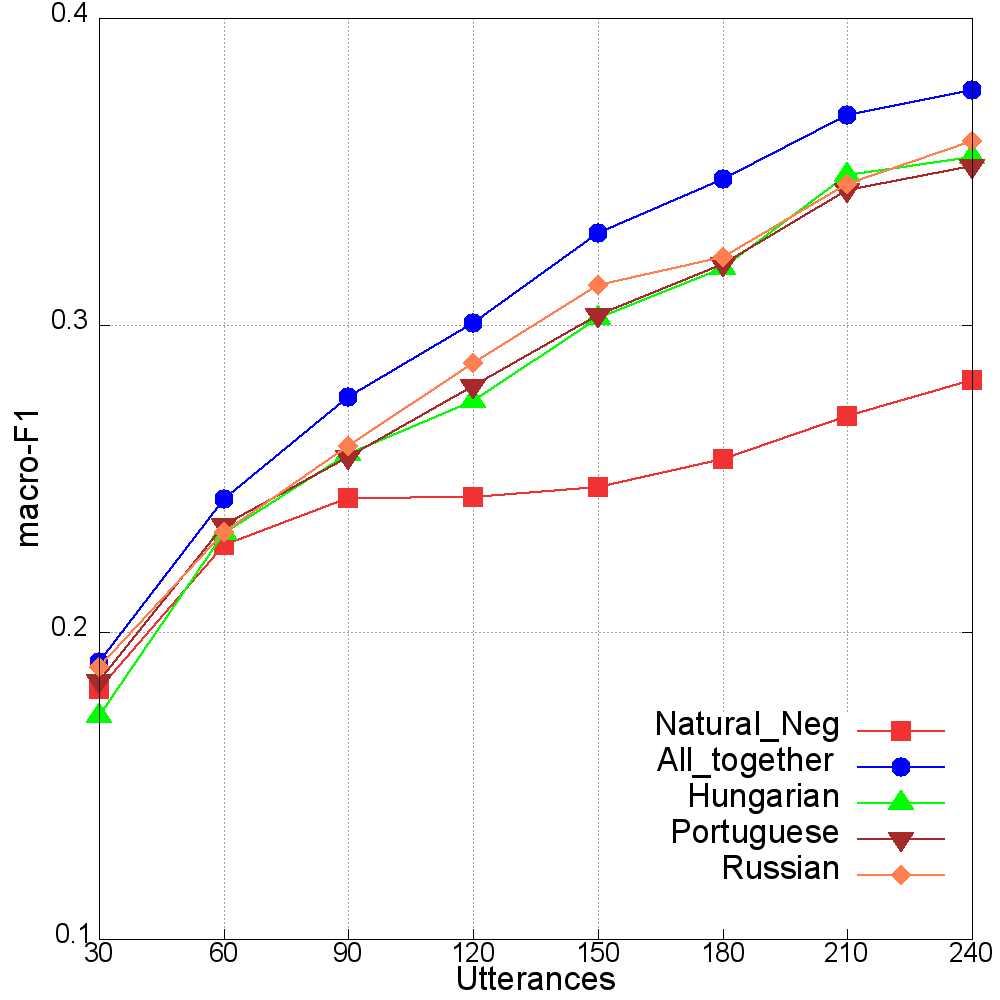 0.4
0.3
0.2
0.1
macro-F1
Natural_Neg
All_together
Hungarian
Portuguese
Russian
30 60 90 120 150 180 210 240
Utterances